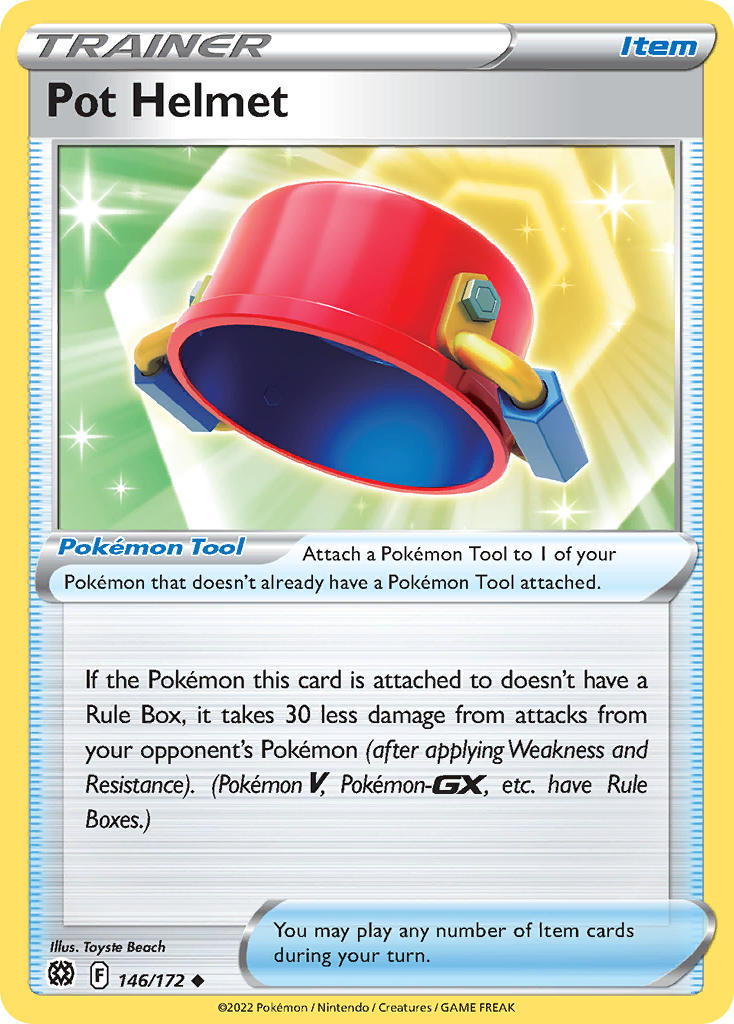 TRAINER Item
Pot Helmet
Pokémon Tool Attach a Pokémon Tool to 1 of your
Pokémon that doesn't already have a Pokémon Tool attached.
If the Pokémon this card is attached to doesn't have a
Rule Box, it takes 30 less damage from attacks from
your opponent's Pokémon (after applying Weakness and
Resistance). (Pokémon V, Pokémon-GX, etc. have Rule
Boxes.)
You may play any number of Item cards
during your turn.
Illus. Toyste Beach
F 146/172 ◆
©2022 Pokémon / Nintendo / Creatures / GAME FREAK